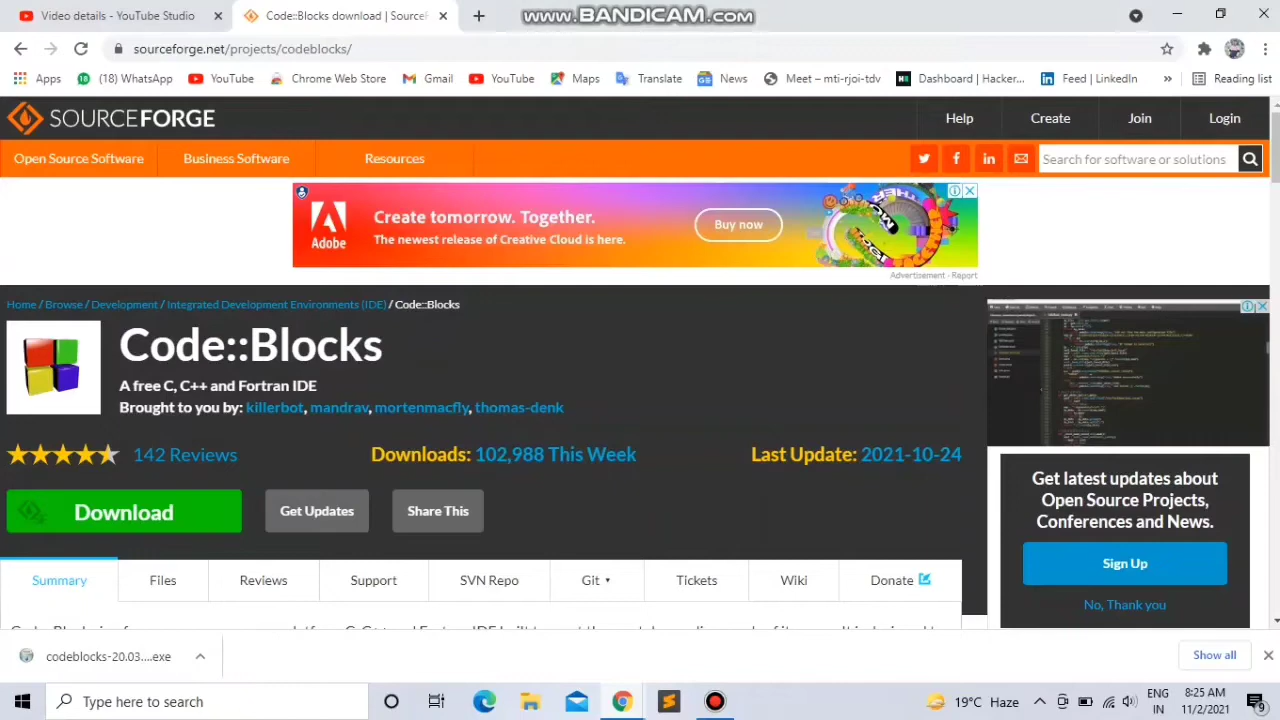 www.BANDICAM.com
Video details - YouTube Studio
Code::Blocks download | Source
sourceforge.net/projects/codeblocks/
Apps
(18) WhatsApp
YouTube
Chrome Web Store
Gmail
YouTube
Maps
Translate
News
Meet – mti-rjoi-tdv
Dashboard | Hacker...
Feed | LinkedIn
»
Reading list
SOURCEFORGE
Help
Create
Join
Login
Open Source Software
Business Software
Resources
Search for software or solutions
Adobe
Create tomorrow. Together.
The newest release of Creative Cloud is here.
Buy now
Advertisement - Report
Home / Browse / Development / Integrated Development Environments (IDE) / Code::Blocks
Code::Blocks
A free C, C++ and Fortran IDE
Brought to you by: killerbot, mandrav, mortenmacfly, thomas-denk
142 Reviews
Downloads: 102,988 This Week
Last Update: 2021-10-24
Download
Get Updates
Share This
Get latest updates about
Open Source Projects,
Conferences and News.
Sign Up
No, Thank you
Summary
Files
Reviews
Support
SVN Repo
Git
Tickets
Wiki
Donate
codeblocks-20.03....exe
Show all
Type here to search
19°C Haze
ENG
IN
8:25 AM
11/2/2021
9